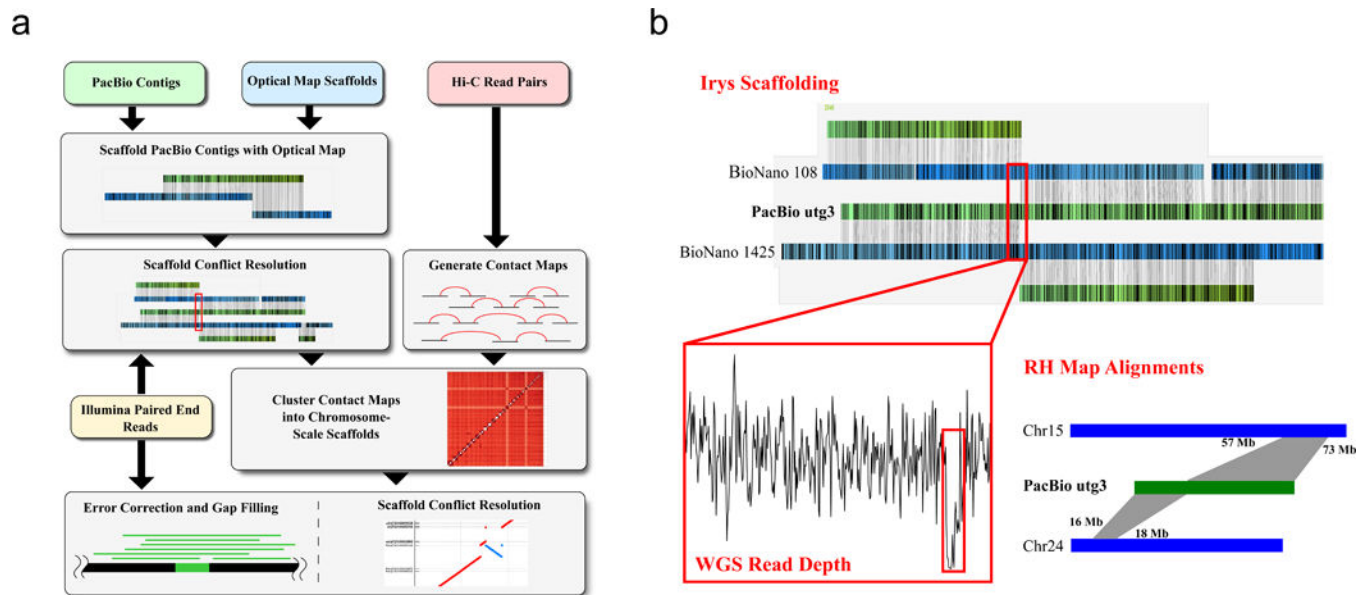 a
PacBio Contigs
Optical Map Scaffolds
Hi-C Read Pairs
Scaffold PacBio Contigs with Optical Map
Scaffold Conflict Resolution
Generate Contact Maps
Illumina Paired End
Reads
Cluster Contact Maps
into Chromosome-
Scale Scaffolds
Error Correction and Gap Filling
Scaffold Conflict Resolution
b
Irys Scaffolding
BioNano 108
PacBio utg3
BioNano 1425
WGS Read Depth
RH Map Alignments
Chr15
57 Mb
73 Mb
PacBio utg3
16 Mb
18 Mb
Chr24